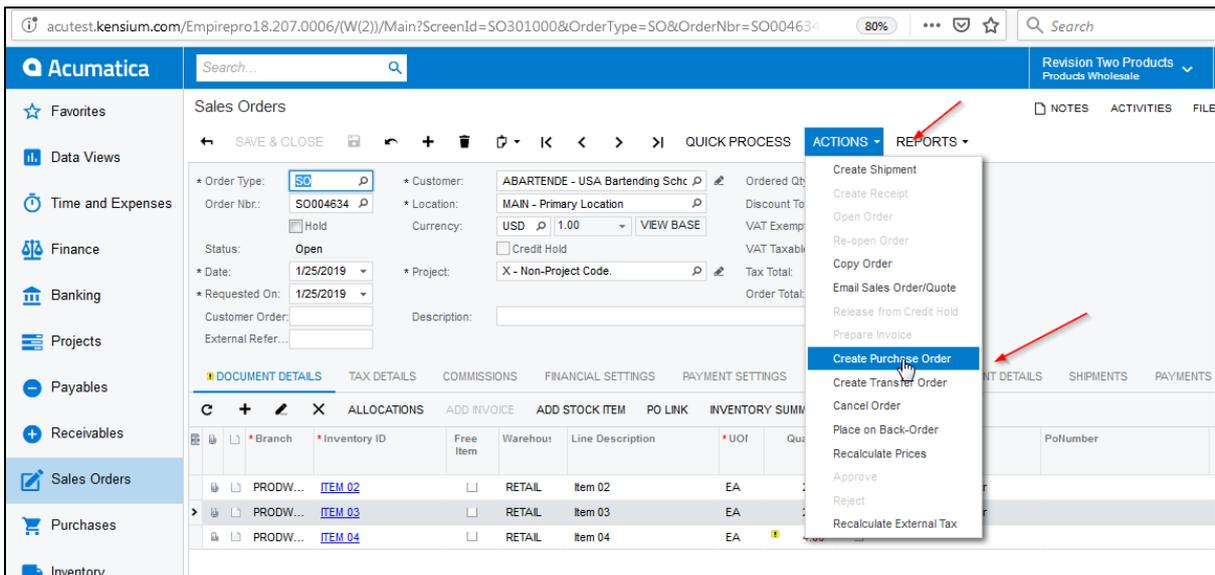 acutest.kensium.com/Empirepro18.207.0006/(W(2))/Main?ScreenId=SO301000&OrderType=SO&OrderNbr=SO004634 80% Search
Acumatica Search... Revision Two Products
Products Wholesale
Favorites Sales Orders NOTES ACTIVITIES FILE
SAVE & CLOSE QUICK PROCESS ACTIONS REPORTS
Data Views
Create Shipment
* Order Type: SO * Customer: ABARTENDE - USA Bartending Schc Ordered Qty
Create Receipt
Time and Expenses Order Nbr.: SO004634 * Location: MAIN - Primary Location Discount To
Open Order
Hold Currency: USD 1.00 VIEW BASE VAT Exemp
Re-open Order
Finance Status: Open Credit Hold VAT Taxabl
Copy Order
* Date: 1/25/2019 * Project: X - Non-Project Code. Tax Total:
Email Sales Order/Quote
Banking * Requested On: 1/25/2019 Order Total:
Release from Credit Hold
Customer Order: Description:
Prepare Invoice
Projects External Refer...
Create Purchase Order
DOCUMENT DETAILS TAX DETAILS COMMISSIONS FINANCIAL SETTINGS PAYMENT SETTINGS NT DETAILS SHIPMENTS PAYMENTS
Payables Create Transfer Order
ALLOCATIONS ADD INVOICE ADD STOCK ITEM PO LINK INVENTORY SUMM
Cancel Order
Place on Back-Order
Receivables * Branch * Inventory ID Free Item Warehou: Line Description * UOM Qua PoNumber
Recalculate Prices
Sales Orders PRODW... ITEM 02 RETAIL Item 02 EA
Approve
PRODW... ITEM 03 RETAIL Item 03 EA
Reject
Purchases PRODW... ITEM 04 RETAIL Item 04 EA 4.00
Recalculate External Tax
Inventory